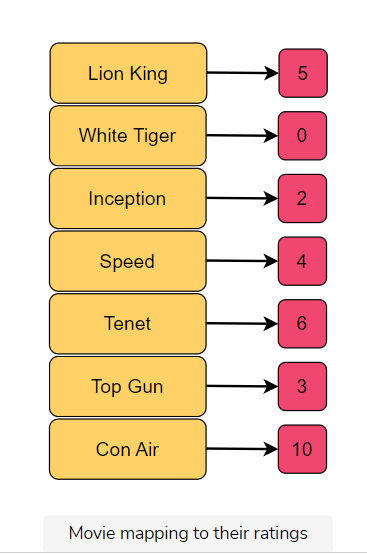 Lion King 5
White Tiger 0
Inception 2
Speed 4
Tenet 6
Top Gun 3
Con Air 10
Movie mapping to their ratings